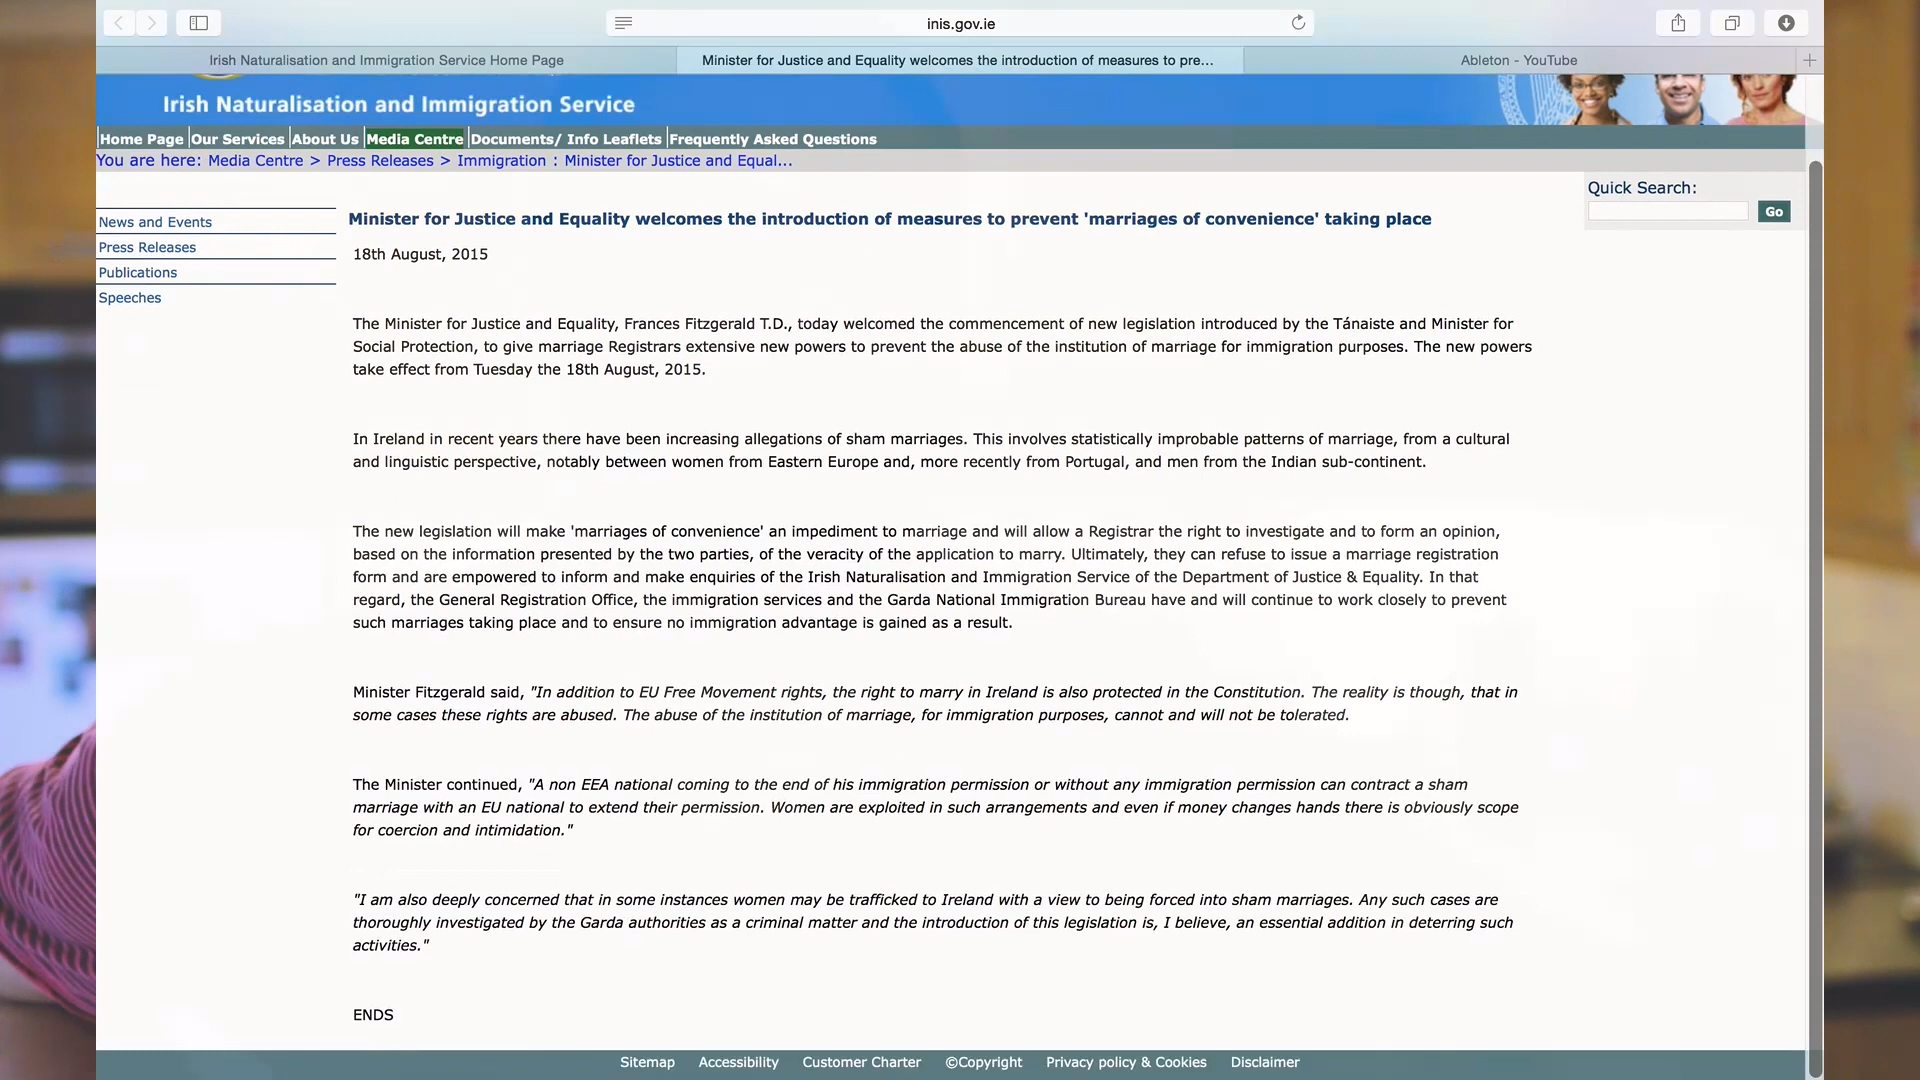 inis.gov.ie
Irish Naturalisation and Immigration Service Home Page
Minister for Justice and Equality welcomes the introduction of measures to pre...
Ableton - YouTube
Irish Naturalisation and Immigration Service
Home Page
Our Services
About Us
Media Centre
Documents/ Info Leaflets
Frequently Asked Questions
You are here: Media Centre > Press Releases > Immigration : Minister for Justice and Equal...
Quick Search:
Go
News and Events
Press Releases
Publications
Speeches
Minister for Justice and Equality welcomes the introduction of measures to prevent 'marriages of convenience' taking place
18th August, 2015
The Minister for Justice and Equality, Frances Fitzgerald T.D., today welcomed the commencement of new legislation introduced by the Tánaiste and Minister for
Social Protection, to give marriage Registrars extensive new powers to prevent the abuse of the institution of marriage for immigration purposes. The new powers
take effect from Tuesday the 18th August, 2015.
In Ireland in recent years there have been increasing allegations of sham marriages. This involves statistically improbable patterns of marriage, from a cultural
and linguistic perspective, notably between women from Eastern Europe and, more recently from Portugal, and men from the Indian sub-continent.
The new legislation will make 'marriages of convenience' an impediment to marriage and will allow a Registrar the right to investigate and to form an opinion,
based on the information presented by the two parties, of the veracity of the application to marry. Ultimately, they can refuse to issue a marriage registration
form and are empowered to inform and make enquiries of the Irish Naturalisation and Immigration Service of the Department of Justice & Equality. In that
regard, the General Registration Office, the immigration services and the Garda National Immigration Bureau have and will continue to work closely to prevent
such marriages taking place and to ensure no immigration advantage is gained as a result.
Minister Fitzgerald said, "In addition to EU Free Movement rights, the right to marry in Ireland is also protected in the Constitution. The reality is though, that in
some cases these rights are abused. The abuse of the institution of marriage, for immigration purposes, cannot and will not be tolerated.
The Minister continued, "A non EEA national coming to the end of his immigration permission or without any immigration permission can contract a sham
marriage with an EU national to extend their permission. Women are exploited in such arrangements and even if money changes hands there is obviously scope
for coercion and intimidation."
"I am also deeply concerned that in some instances women may be trafficked to Ireland with a view to being forced into sham marriages. Any such cases are
thoroughly investigated by the Garda authorities as a criminal matter and the introduction of this legislation is, I believe, an essential addition in deterring such
activities."
ENDS
Sitemap
Accessibility
Customer Charter
©Copyright
Privacy policy & Cookies
Disclaimer